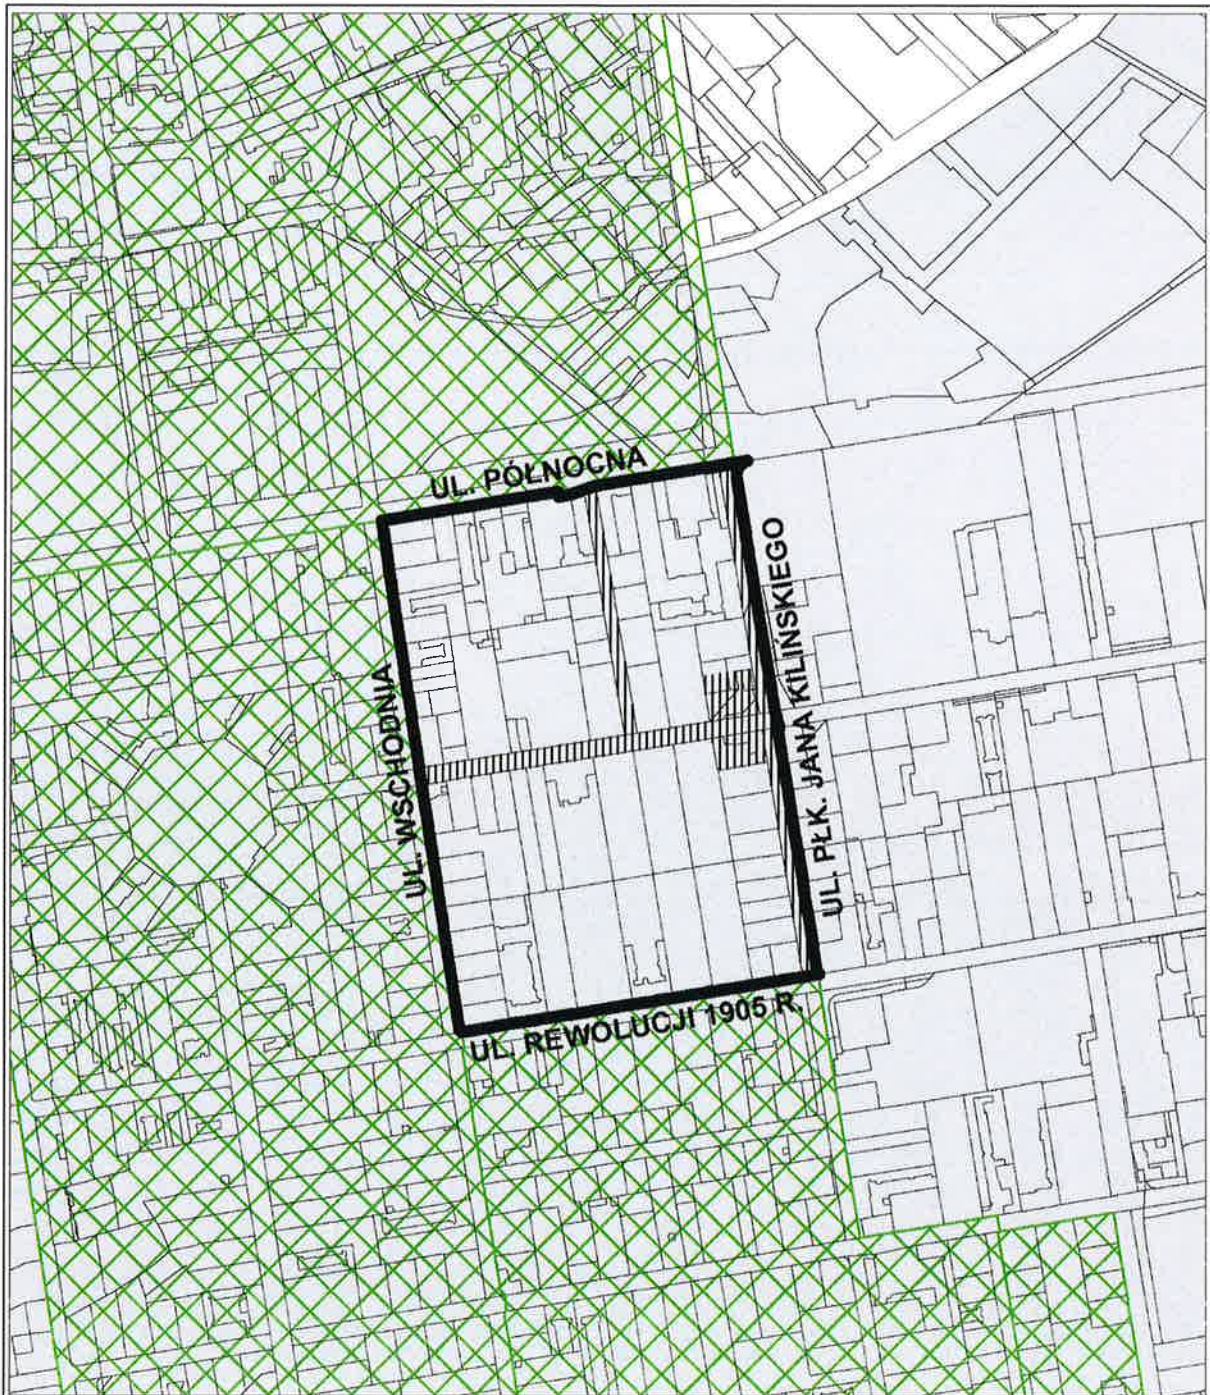 UL. PÓŁNOCNA
UL. WSCHODNIA
UL. PŁK. JANA KILIŃSKIEGO
UL. REWOLUCJI 1905 R.